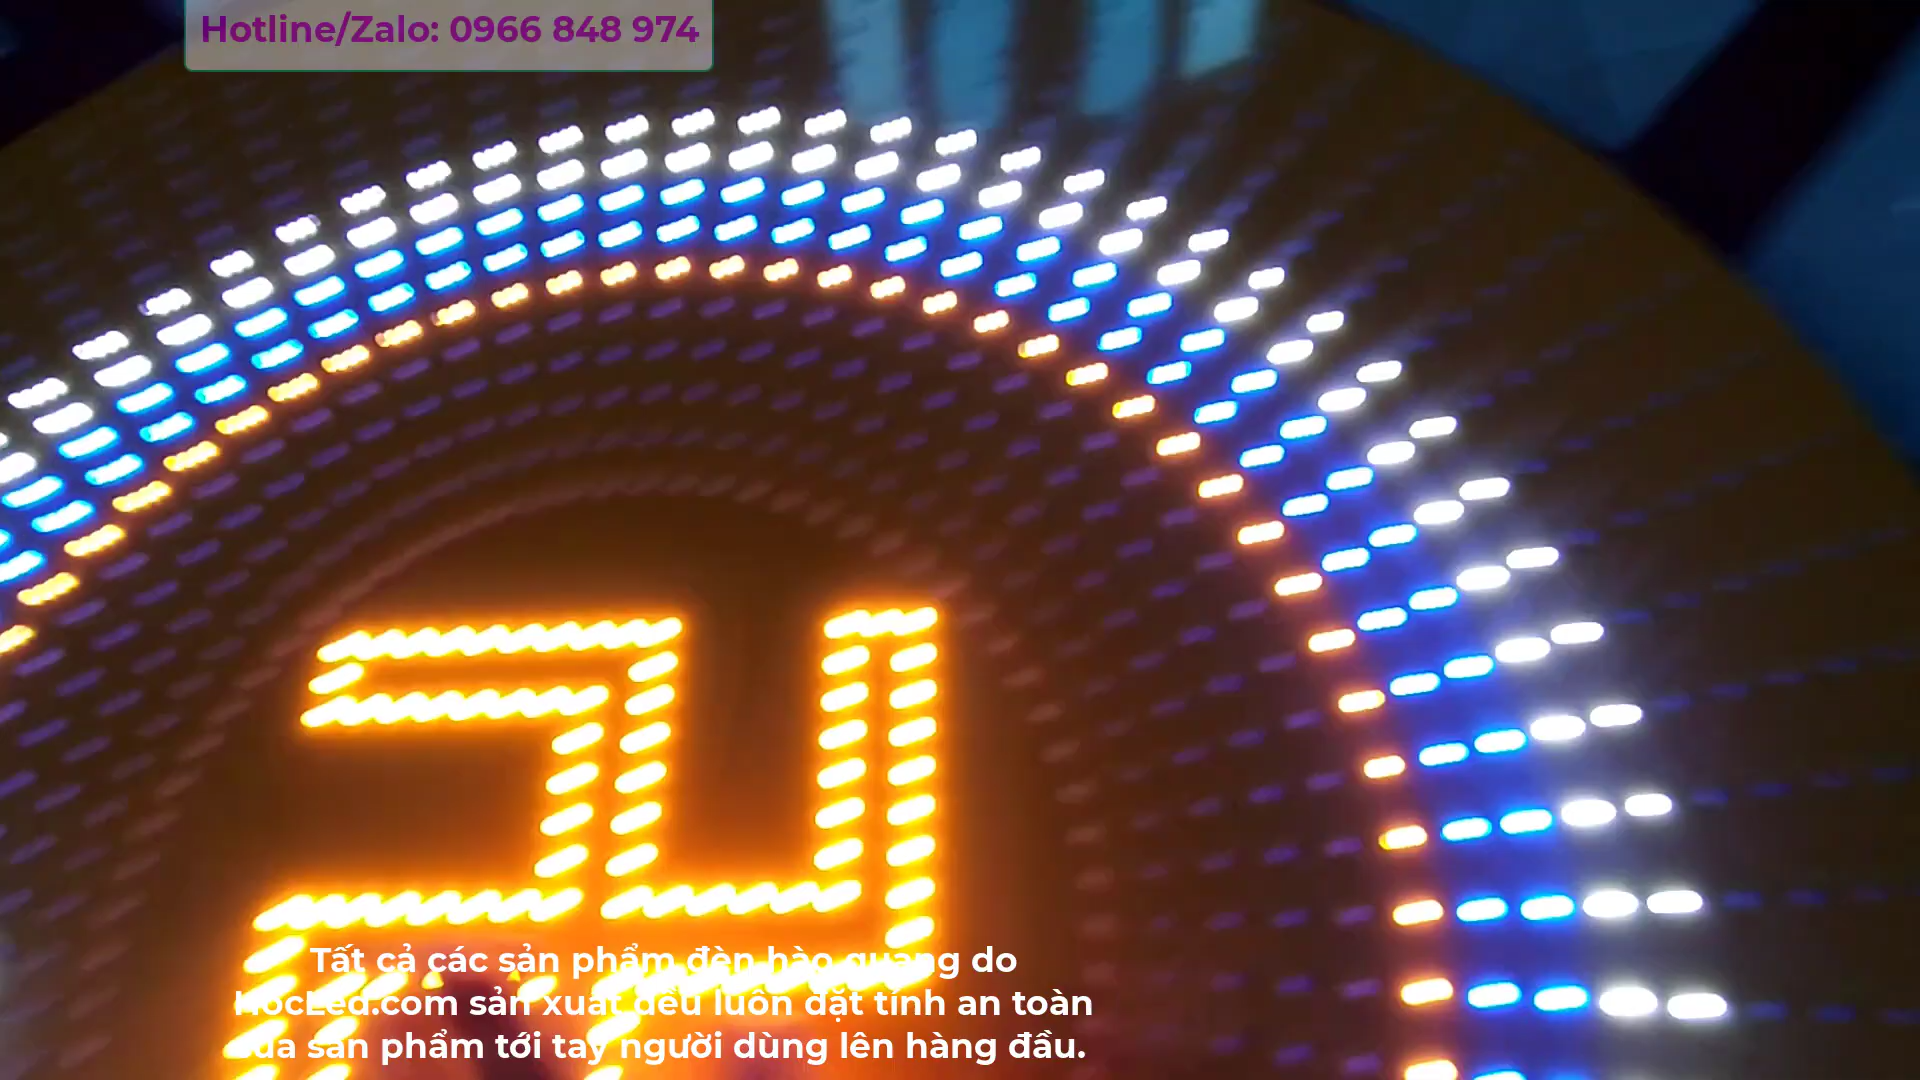 Hotline/Zalo: 0966 848 974
Tất cả các sản phẩm đèn hào quang do
HocLed.com sản xuất đều luôn đặt tính an toàn
của sản phẩm tới tay người dùng lên hàng đầu.